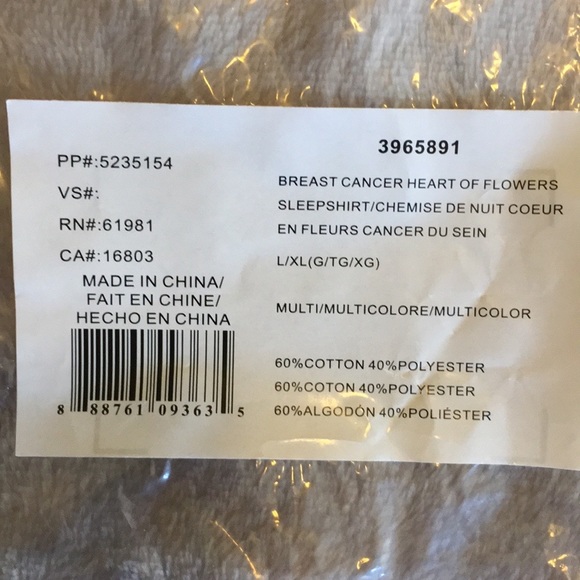 PP#:5235154
VS#:
RN#:61981
CA#:16803
MADE IN CHINA/
FAIT EN CHINE/
HECHO EN CHINA
8 88761 09363 5
3965891
BREAST CANCER HEART OF FLOWERS
SLEEPSHIRT/CHEMISE DE NUIT COEUR
EN FLEURS CANCER DU SEIN
L/XL(G/TG/XG)
MULTI/MULTICOLORE/MULTICOLOR
60%COTTON 40%POLYESTER
60%COTON 40%POLYESTER
60%ALGODÓN 40%POLIÉSTER